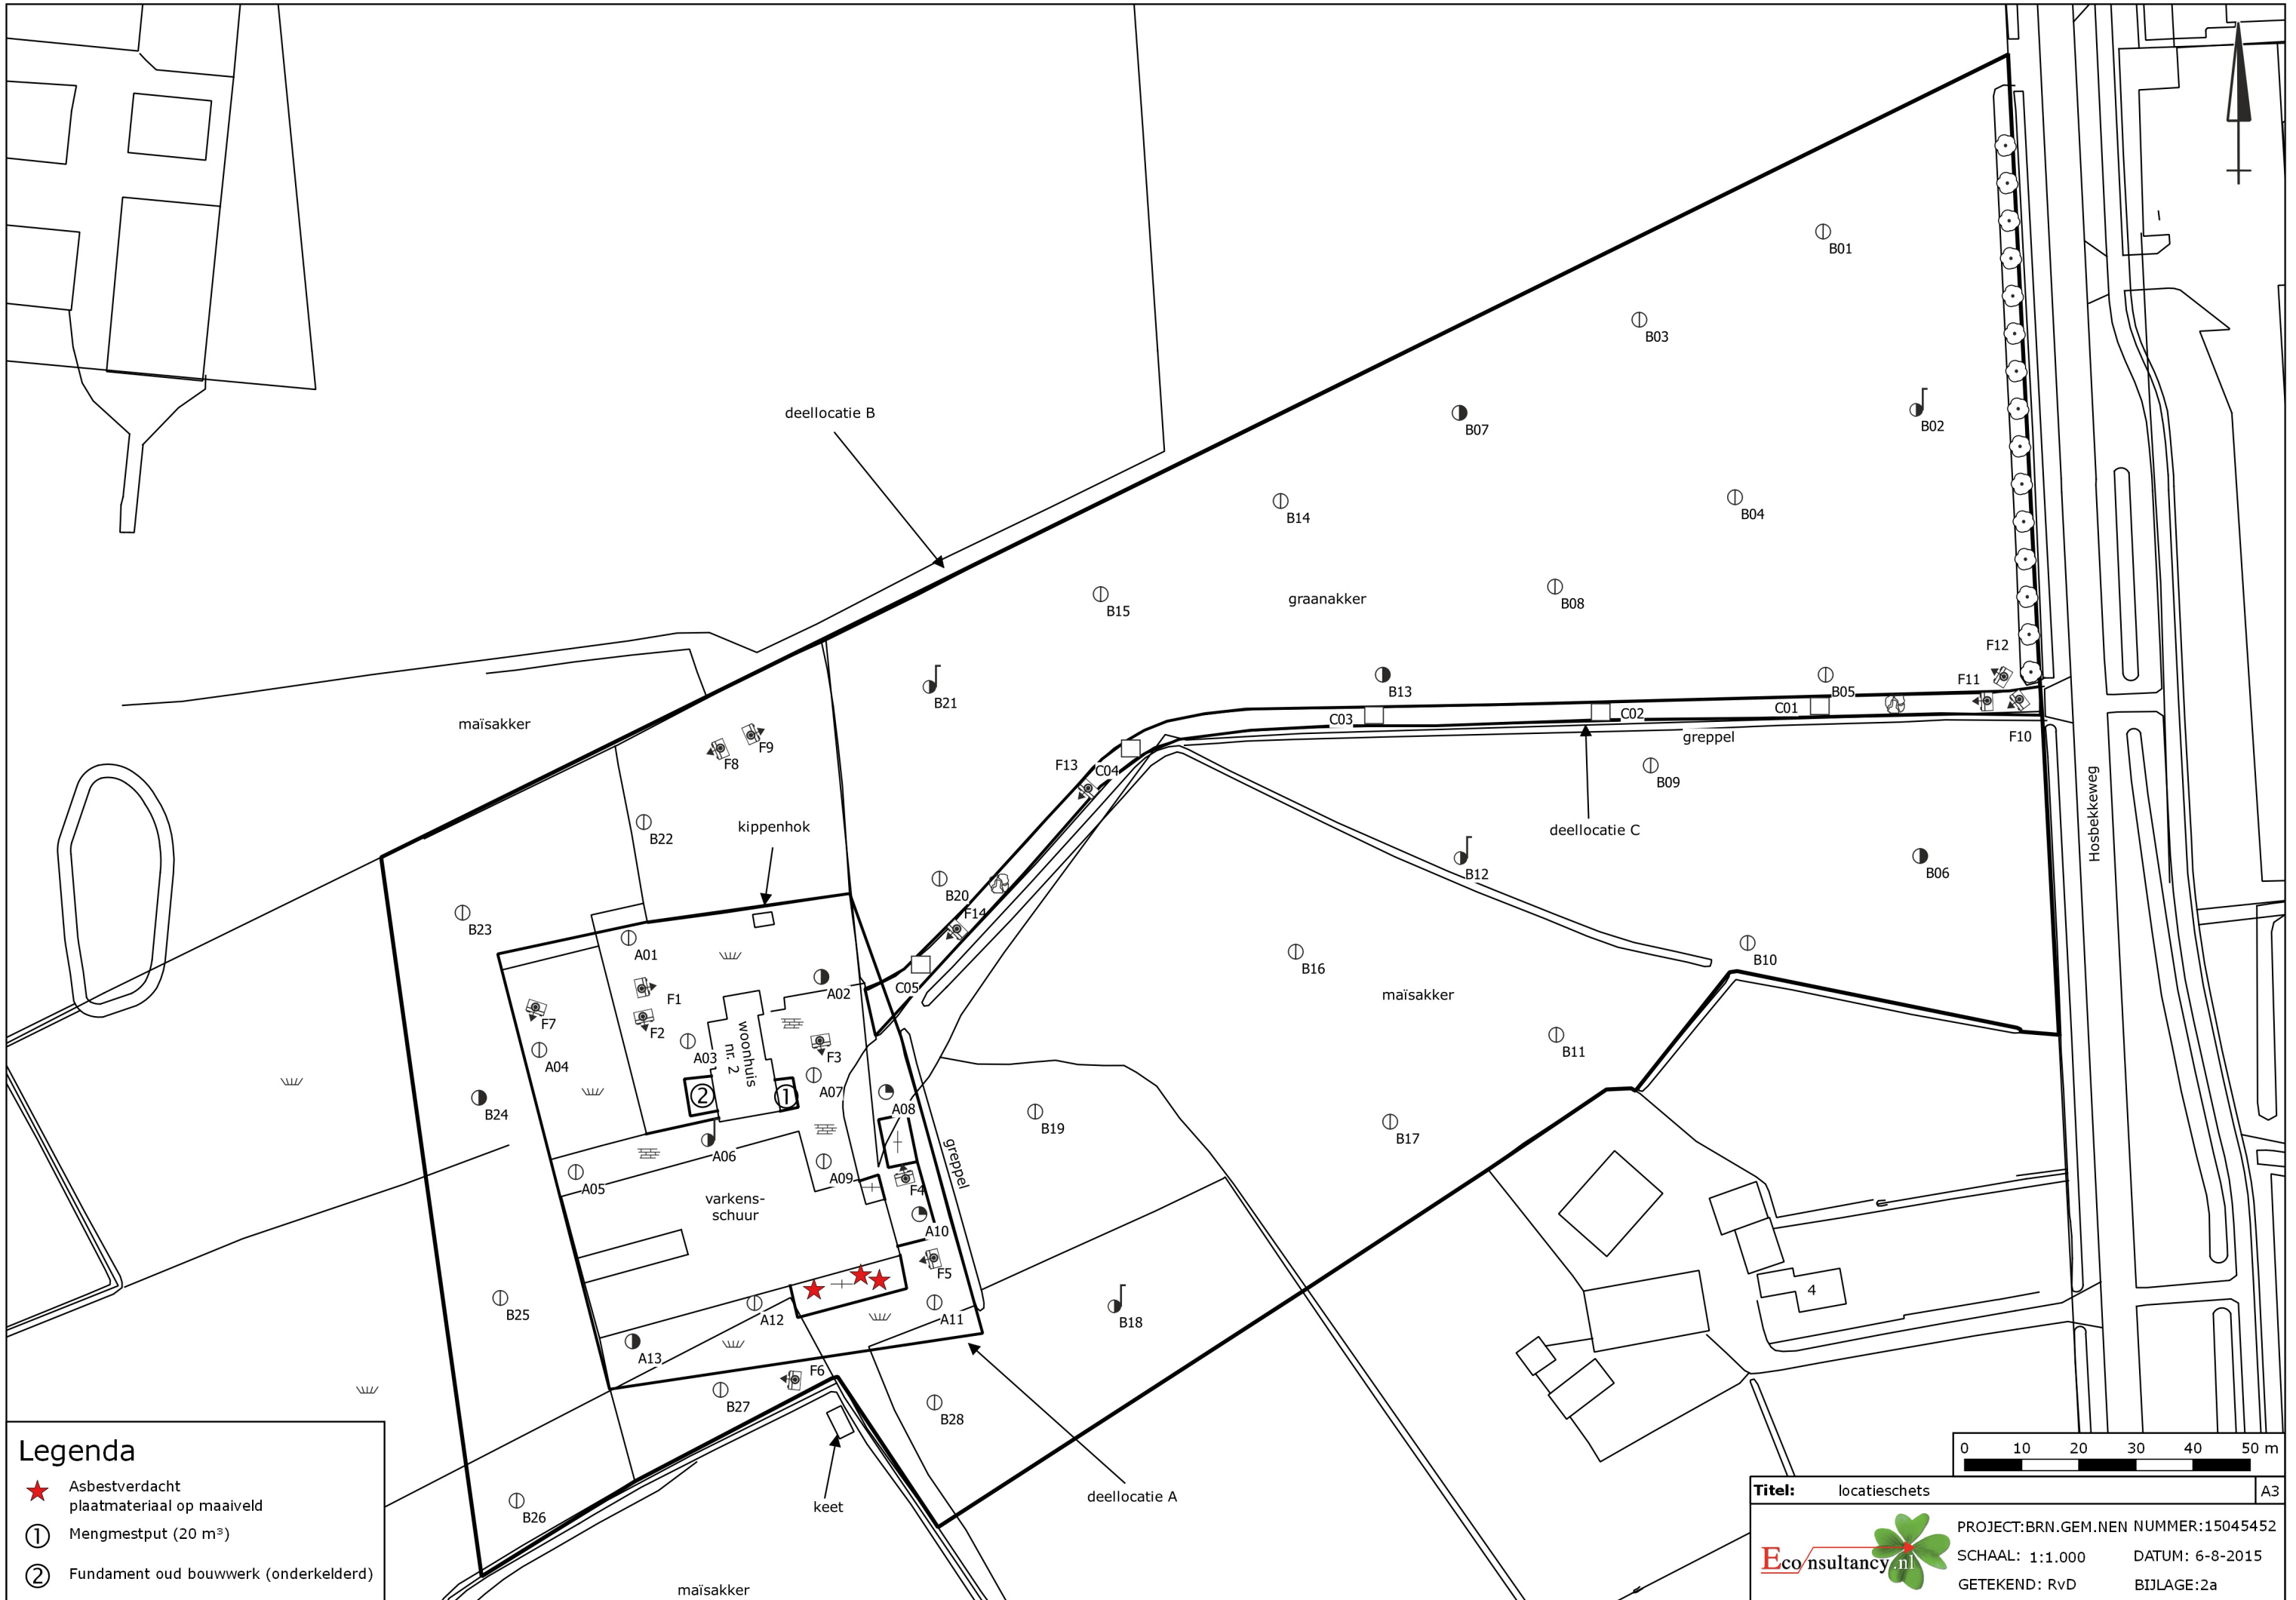 B01
B03
deellocatie B
B07
B02
B14
B04
B15
graanakker
B08
F12
B21
B13
B05
F11
maïsakker
C03
C02
C01
F9
F8
greppel
F10
F13
C04
B09
Hosbekkeweg
B22
kippenhok
deellocatie C
B12
B06
B20
F14
B23
A01
B10
B16
C05
A02
maïsakker
F1
F7
F2
woonhuis
nr. 2
F3
A03
A04
B11
A07
2
1
B24
A08
B19
B17
A06
greppel
A09
A05
F4
varkens-
schuur
A10
F5
4
B25
A12
A11
B18
A13
F6
B27
B28
Legenda
Asbestverdacht
plaatmateriaal op maaiveld
1 Mengmestput (20 m³)
2 Fundament oud bouwwerk (onderkelderd)
B26
keet
deellocatie A
maïsakker
0 10 20 30 40 50 m
Titel: locatieschets A3
Econsultancy.nl
PROJECT:BRN.GEM.NEN NUMMER:15045452
SCHAAL: 1:1.000 DATUM: 6-8-2015
GETEKEND: RvD BIJLAGE:2a